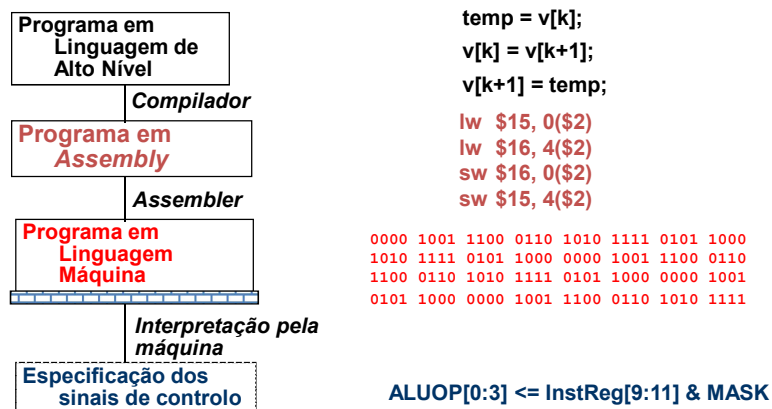 Programa em
Linguagem de
Alto Nível
temp = v[k];
v[k] = v[k+1];
v[k+1] = temp;
Compilador
Programa em
Assembly
lw $15, 0($2)
lw $16, 4($2)
sw $16, 0($2)
sw $15, 4($2)
Assembler
Programa em
Linguagem
Máquina
0000 1001 1100 0110 1010 1111 0101 1000
1010 1111 0101 1000 0000 1001 1100 0110
1100 0110 1010 1111 0101 1000 0000 1001
0101 1000 0000 1001 1100 0110 1010 1111
Interpretação pela
máquina
Especificação dos
sinais de controlo
ALUOP[0:3] <= InstReg[9:11] & MASK